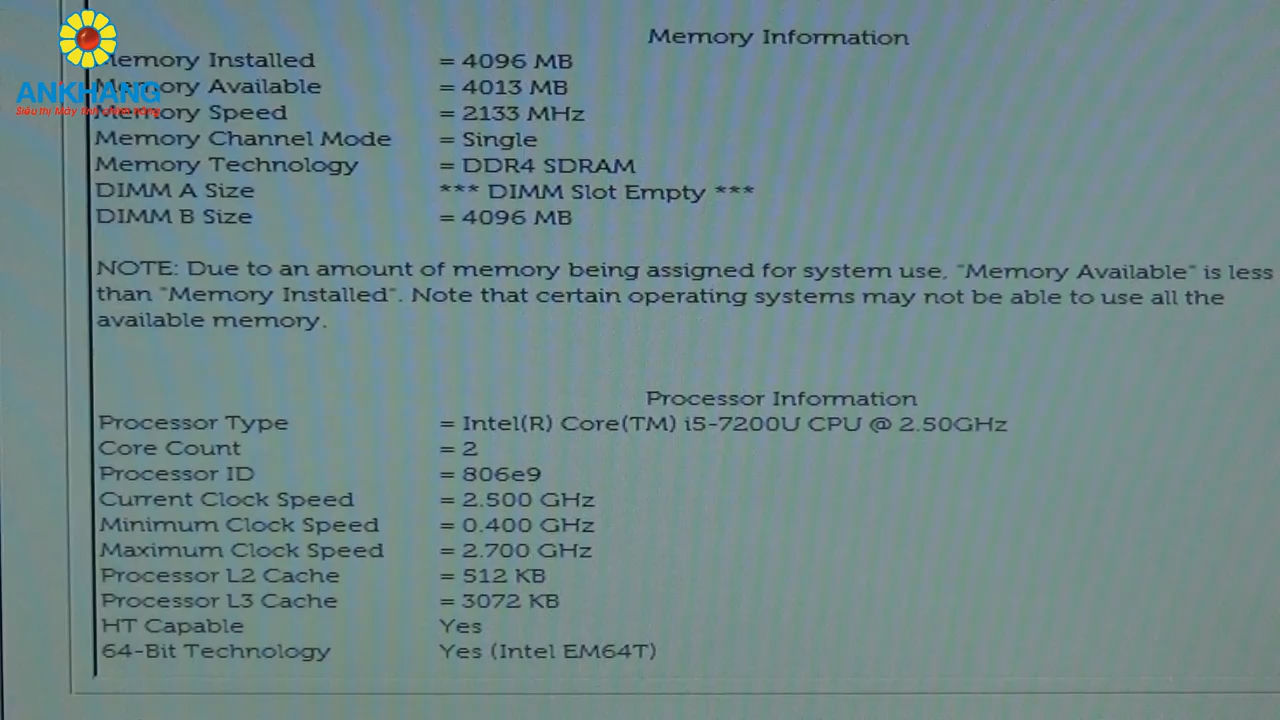 Memory Information
Memory Installed = 4096 MB
Memory Available = 4013 MB
Memory Speed = 2133 MHz
Memory Channel Mode = Single
Memory Technology = DDR4 SDRAM
DIMM A Size *** DIMM Slot Empty ***
DIMM B Size = 4096 MB
NOTE: Due to an amount of memory being assigned for system use, "Memory Available" is less
than "Memory Installed". Note that certain operating systems may not be able to use all the
available memory.
Processor Information
Processor Type = Intel(R) Core(TM) i5-7200U CPU @ 2.50GHz
Core Count = 2
Processor ID = 806e9
Current Clock Speed = 2.500 GHz
Minimum Clock Speed = 0.400 GHz
Maximum Clock Speed = 2.700 GHz
Processor L2 Cache = 512 KB
Processor L3 Cache = 3072 KB
HT Capable Yes
64-Bit Technology Yes (Intel EM64T)
ANKHANG
Siêu thị Máy tính